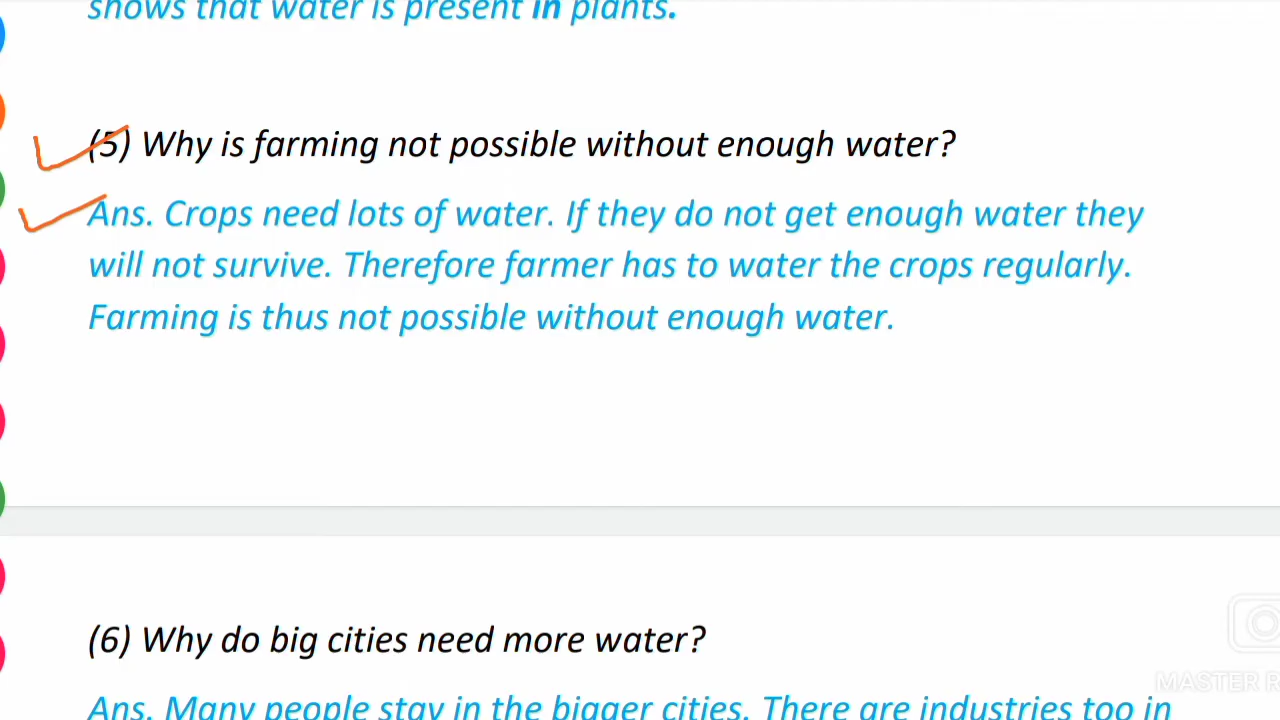 shows that water is present in plants.
(5) Why is farming not possible without enough water?
Ans. Crops need lots of water. If they do not get enough water they
will not survive. Therefore farmer has to water the crops regularly.
Farming is thus not possible without enough water.
(6) Why do big cities need more water?
Ans. Many people stay in the bigger cities. There are industries too in
MASTER R